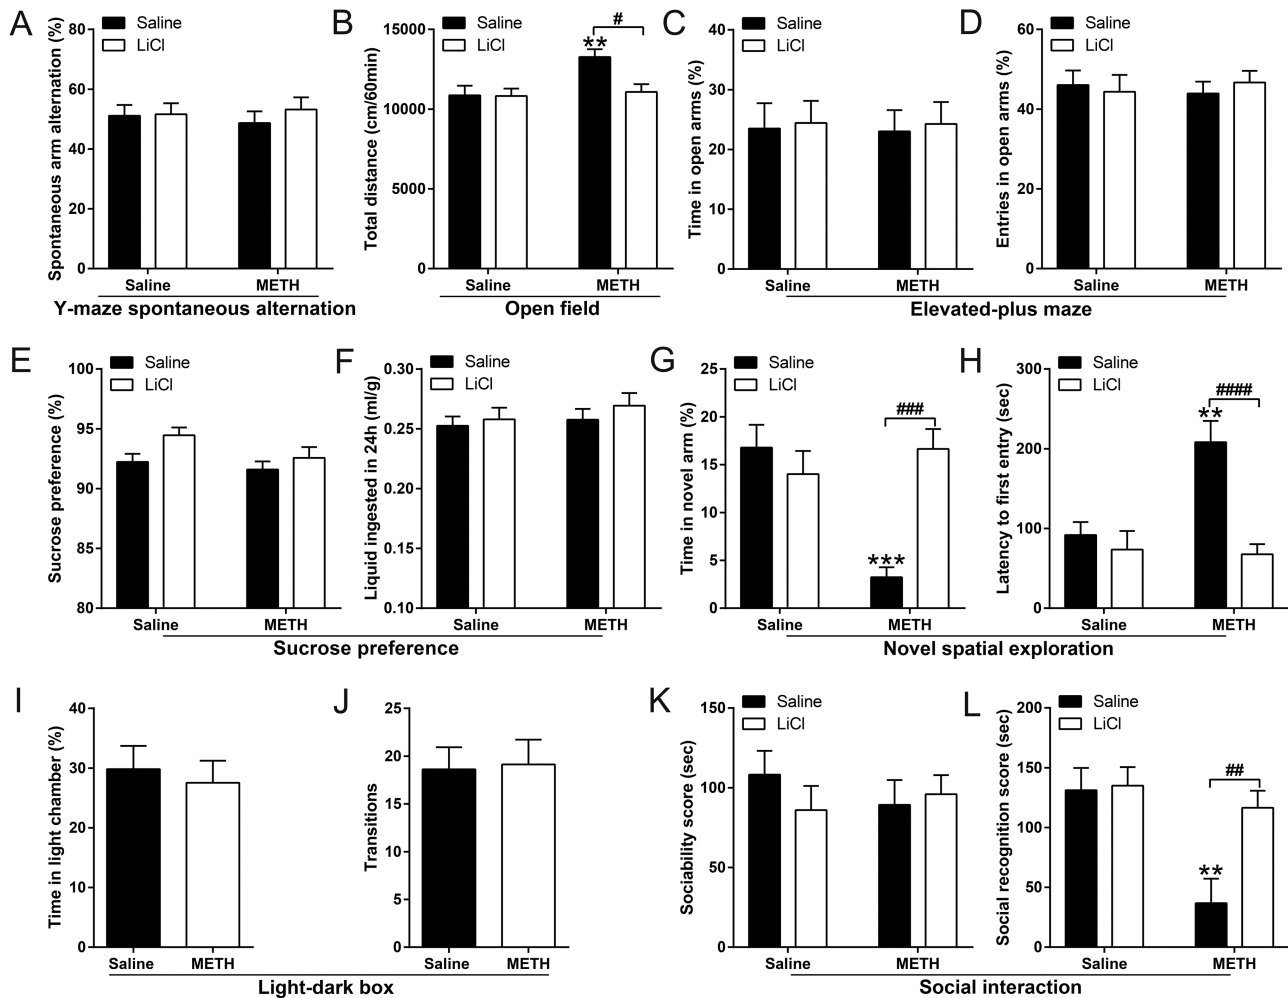 A
Spontaneous arm alternation (%)
80
60
40
20
0
Saline
LiCl
Saline
METH
Y-maze spontaneous alternation
B
Total distance (cm/60min)
15000
10000
5000
0
Saline
LiCl
**
#
Saline
METH
Open field
C
Time in open arms (%)
40
30
20
10
0
Saline
LiCl
Saline
METH
D
Entries in open arms (%)
60
40
20
0
Saline
LiCl
Saline
METH
Elevated-plus maze
E
Sucrose preference (%)
100
95
90
85
80
Saline
LiCl
Saline
METH
F
Liquid ingested in 24h (ml/g)
0.30
0.25
0.20
0.15
0.10
Saline
LiCl
Saline
METH
Sucrose preference
G
Time in novel arm (%)
25
20
15
10
5
0
Saline
LiCl
***
###
Saline
METH
H
Latency to first entry (sec)
300
200
100
0
Saline
LiCl
**
####
Saline
METH
Novel spatial exploration
I
Time in light chamber (%)
40
30
20
10
0
Saline
METH
J
Transitions
25
20
15
10
5
0
Saline
METH
Light-dark box
K
Sociability score (sec)
150
100
50
0
Saline
LiCl
Saline
METH
L
Social recognition score (sec)
200
150
100
50
0
Saline
LiCl
**
##
Saline
METH
Social interaction